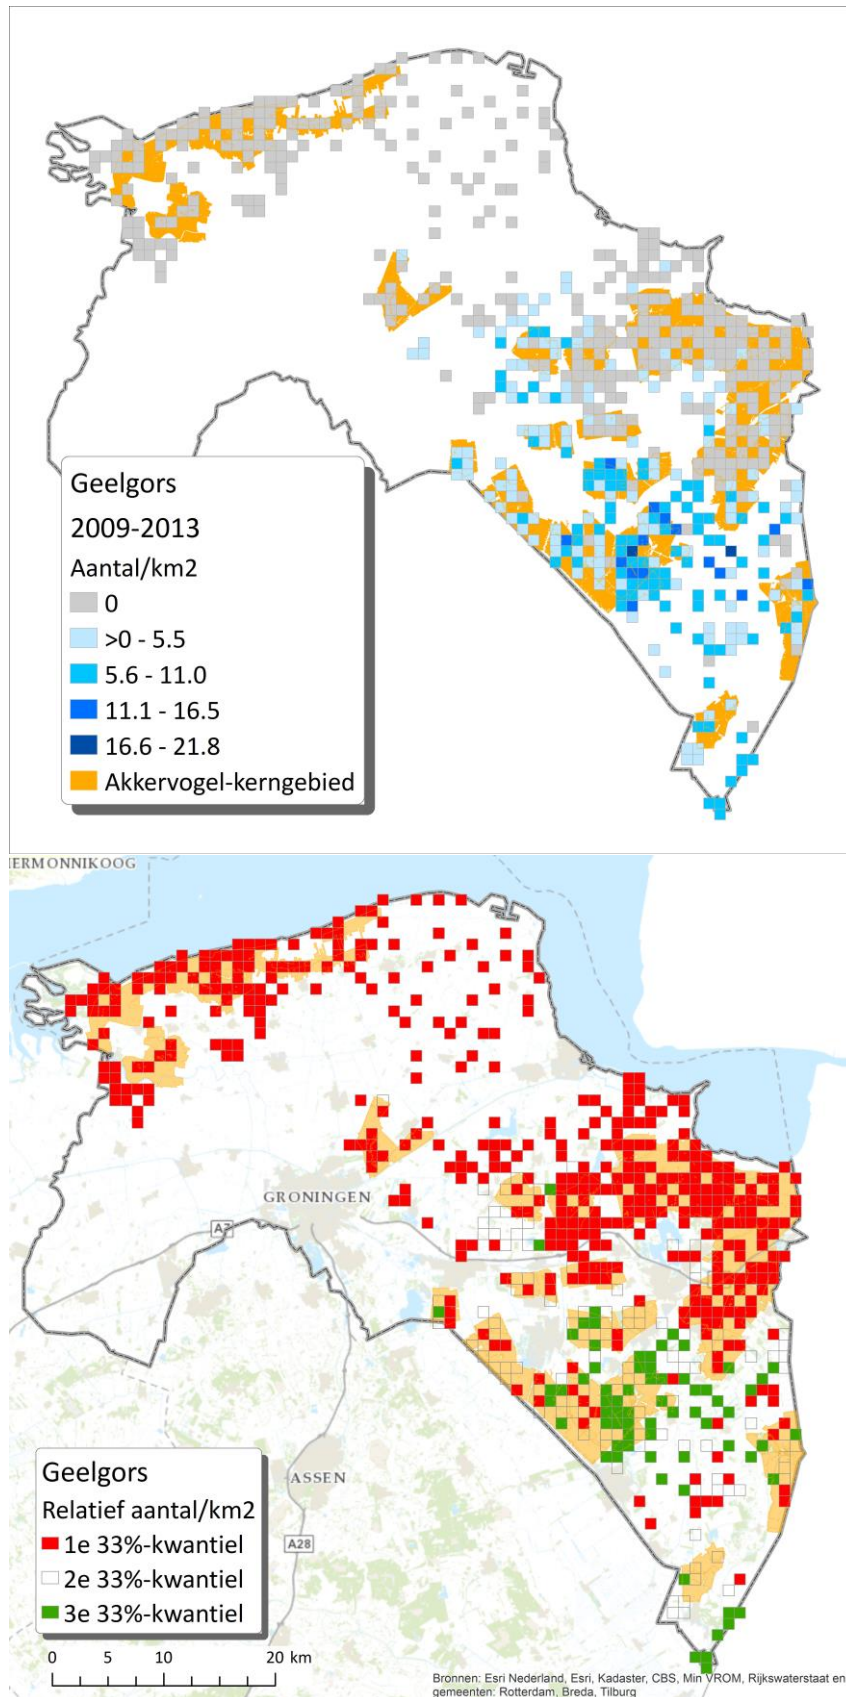 Geelgors
2009-2013
Aantal/km2
0
>0 - 5.5
5.6 - 11.0
11.1 - 16.5
16.6 - 21.8
Akkervogel-kerngebied
IERMONNIKOOG
GRONINGEN
A7
ASSEN
A28
Geelgors
Relatief aantal/km2
1e 33%-kwantiel
2e 33%-kwantiel
3e 33%-kwantiel
0 5 10 20 km
Bronnen: Esri Nederland, Esri, Kadaster, CBS, Min VROM, Rijkswaterstaat en
gemeenten: Rotterdam, Breda, Tilburg